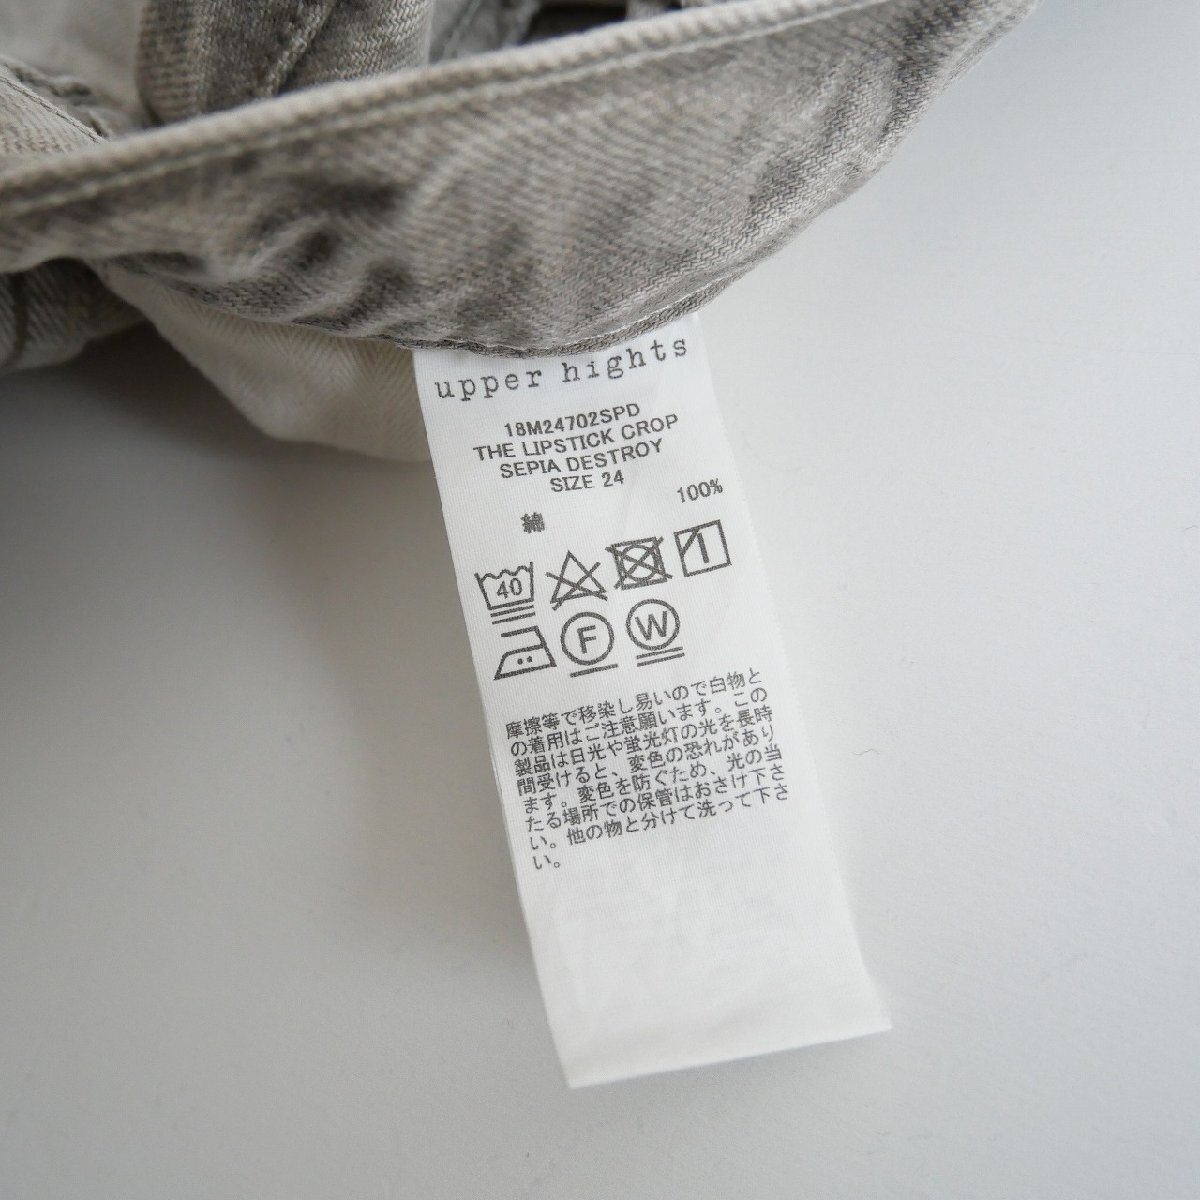 upper hights
18M24702SPD
THE LIPSTICK CROP
SEPIA DESTROY
SIZE 24
綿 100%
40
F W
摩擦等で移染し易いので白物と
の着用はご注意願います。この
製品は日光や蛍光灯の光を長時
間受けると、変色の恐れがあり
ます。変色を防ぐため、光の当
たる場所での保管はおさけ下さ
い。他の物と分けて洗って下さ
い。